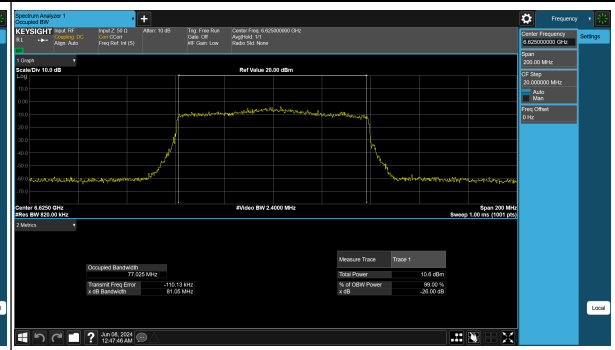 Spectrum Analyzer 1
Occupied BW
Frequency
KEYSIGHT
Input: RF
Input Z: 50 Ω
Atten: 10 dB
Trig: Free Run
Center Freq: 6.625000000 GHz
RL
Coupling: DC
Corr CCorr
Gate: Off
Avg|Hold: 1/1
Align: Auto
Freq Ref: Int (S)
#IF Gain: Low
Radio Std: None
Center Frequency
6.625000000 GHz
Settings
Span
200.00 MHz
CF Step
20.000000 MHz
Auto
Man
Freq Offset
0 Hz
1 Graph
Scale/Div 10.0 dB
Ref Value 20.00 dBm
Log
10.0
0.00
-10.0
-20.0
-30.0
-40.0
-50.0
-60.0
-70.0
Center 6.6250 GHz
#Video BW 2.4000 MHz
Span 200 MHz
#Res BW 820.00 kHz
Sweep 1.00 ms (1001 pts)
2 Metrics
Measure Trace
Trace 1
Occupied Bandwidth
77.025 MHz
Total Power
10.6 dBm
Transmit Freq Error
-110.13 kHz
% of OBW Power
99.00 %
x dB Bandwidth
81.05 MHz
x dB
-26.00 dB
Local
Jun 08, 2024
12:47:46 AM